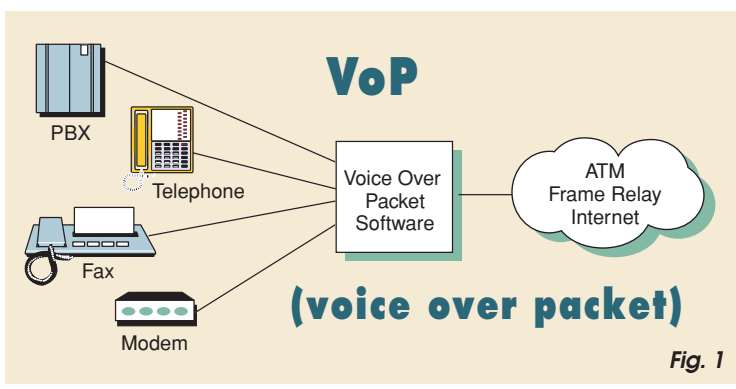 VoP
PBX
Telephone
Fax
Modem
Voice Over
Packet
Software
ATM
Frame Relay
Internet
(voice over packet)
Fig. 1